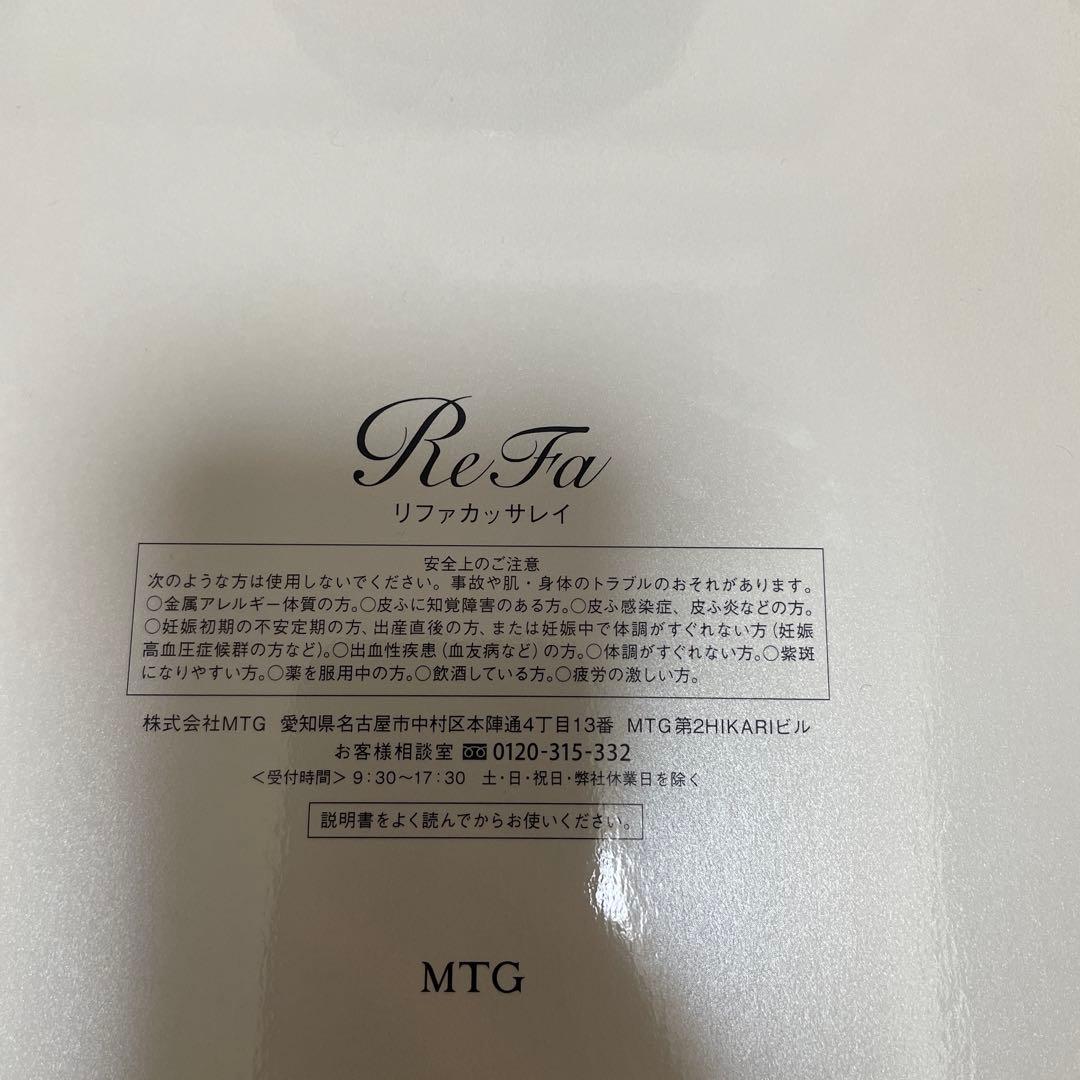 ReFa
リファカッサレイ
安全上のご注意
次のような方は使用しないでください。事故や肌・身体のトラブルのおそれがあります。
○金属アレルギー体質の方。○皮ふに知覚障害のある方。○皮ふ感染症、皮ふ炎などの方。
○妊娠初期の不安定期の方、出産直後の方、または妊娠中で体調がすぐれない方(妊娠
高血圧症候群の方など)。○出血性疾患(血友病など)の方。○体調がすぐれない方。○紫斑
になりやすい方。○薬を服用中の方。○飲酒している方。○疲労の激しい方。
株式会社MTG 愛知県名古屋市中村区本陣通4丁目13番 MTG第2HIKARIビル
お客様相談室 0120-315-332
<受付時間>9:30〜17:30 土・日・祝日・弊社休業日を除く
説明書をよく読んでからお使いください。
MTG